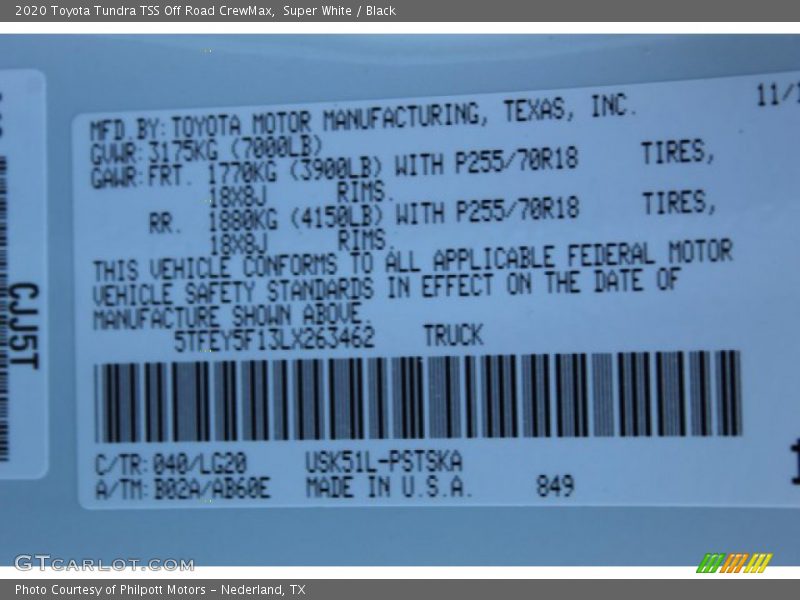 2020 Toyota Tundra TSS Off Road CrewMax, Super White / Black
11/1
MFD.BY:TOYOTA MOTOR MANUFACTURING, TEXAS, INC.
GVWR:3175KG (7000LB)
GAWR:FRT. 1770KG (3900LB) WITH P255/70R18 TIRES,
18X8J RIMS.
RR. 1880KG (4150LB) WITH P255/70R18 TIRES,
18X8J RIMS.
THIS VEHICLE CONFORMS TO ALL APPLICABLE FEDERAL MOTOR
VEHICLE SAFETY STANDARDS IN EFFECT ON THE DATE OF
MANUFACTURE SHOWN ABOVE.
5TFEY5F13LX263462 TRUCK
CJJ5T
C/TR:040/LG20 USK51L-PSTSKA
A/TM:B02A/AB60E MADE IN U.S.A. 849
GTCARLOT.COM
Photo Courtesy of Philpott Motors - Nederland, TX